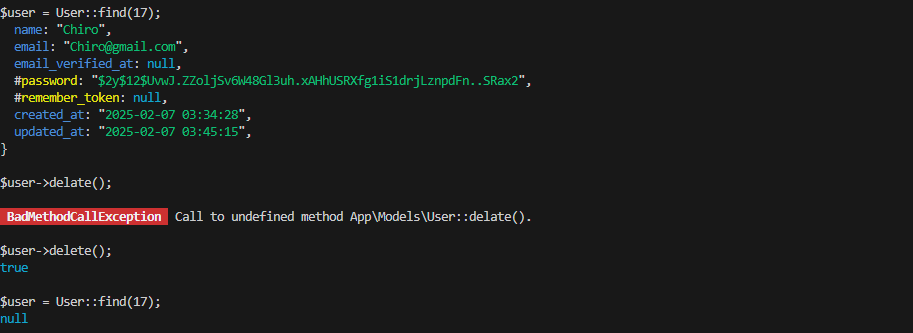 $user = User::find(17);
name: "Chiro",
email: "Chiro@gmail.com",
email_verified_at: null,
#password: "$2y$12$UvwJ.ZZoljSv6W48Gl3uh.xAHhUSRXfg1iS1drjLznpdFn..SRax2",
#remember_token: null,
created_at: "2025-02-07 03:34:28",
updated_at: "2025-02-07 03:45:15",
}
$user->delate();
BadMethodCallException Call to undefined method App\Models\User::delate().
$user->delete();
true
$user = User::find(17);
null